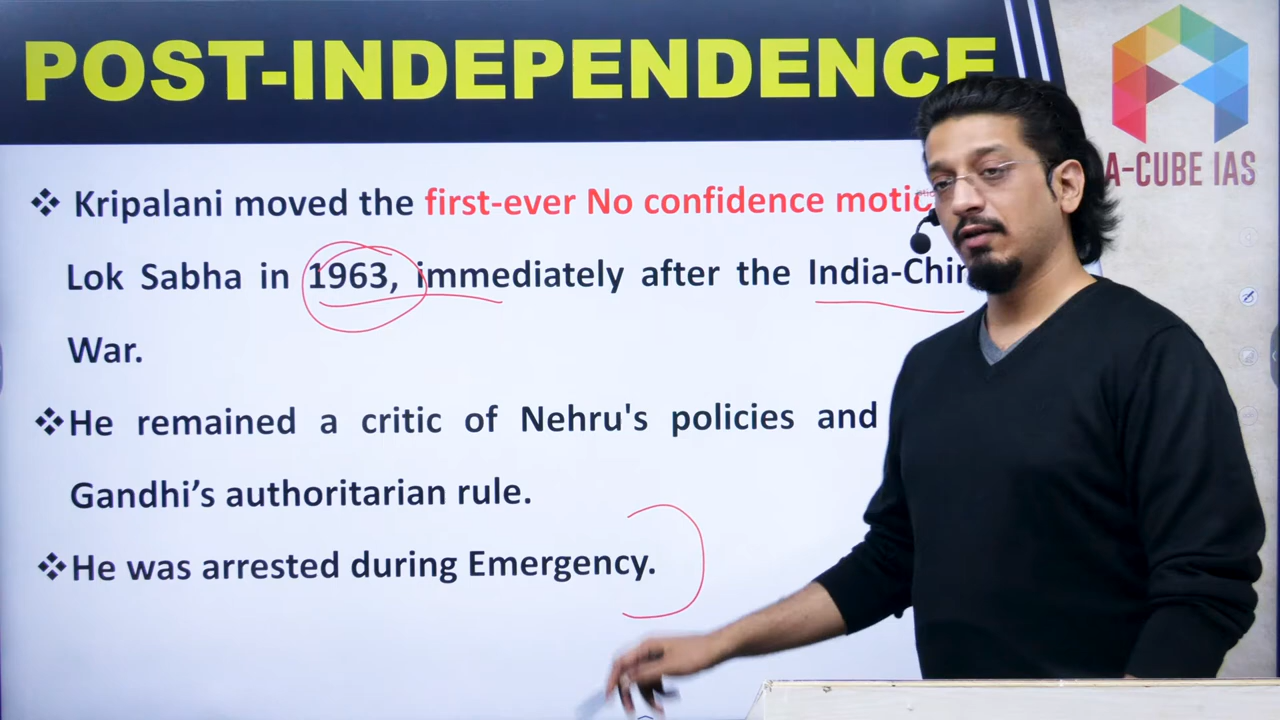 POST-INDEPENDENCE
A-CUBE IAS
❖ Kripalani moved the first-ever No confidence
Lok Sabha in 1963, immediately after the
War.
❖ He remained a critic of Nehru's policies and
Gandhi's authoritarian rule.
❖ He was arrested during Emergency.